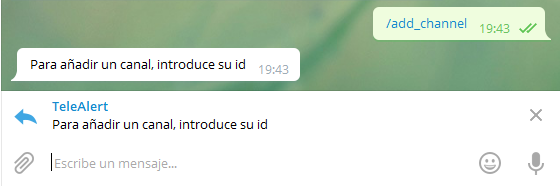 /add_channel
19:43
Para añadir un canal, introduce su id
19:43
TeleAlert
Para añadir un canal, introduce su id
Escribe un mensaje...